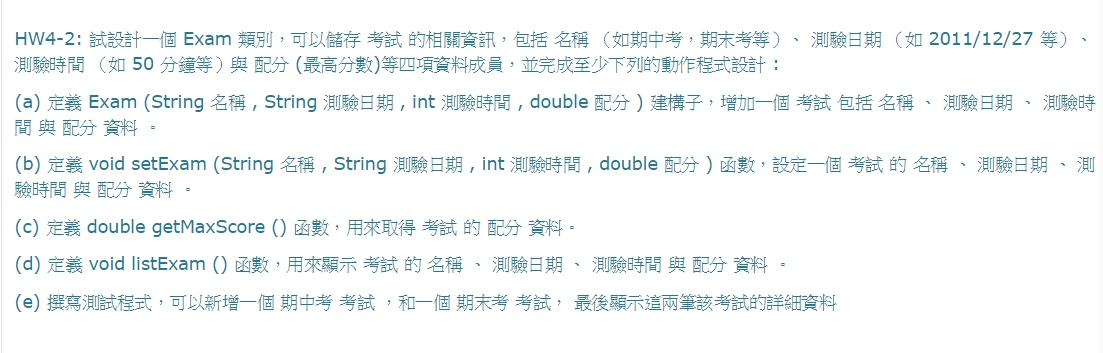 HW4-2: 試設計一個 Exam 類別，可以儲存 考試 的相關資訊，包括 名稱 （如期中考，期末考等）、 測驗日期 （如 2011/12/27 等）、
測驗時間 （如 50 分鐘等）與 配分 (最高分數)等四項資料成員，並完成至少下列的動作程式設計：
(a) 定義 Exam (String 名稱 , String 測驗日期 , int 測驗時間 , double 配分 ) 建構子，增加一個 考試 包括 名稱 、 測驗日期 、 測驗時
間 與 配分 資料 。
(b) 定義 void setExam (String 名稱 , String 測驗日期 , int 測驗時間 , double 配分 ) 函數，設定一個 考試 的 名稱 、 測驗日期 、 測
驗時間 與 配分 資料 。
(c) 定義 double getMaxScore () 函數，用來取得 考試 的 配分 資料。
(d) 定義 void listExam () 函數，用來顯示 考試 的 名稱 、 測驗日期 、 測驗時間 與 配分 資料 。
(e) 撰寫測試程式，可以新增一個 期中考 考試 ，和一個 期末考 考試， 最後顯示這兩筆該考試的詳細資料